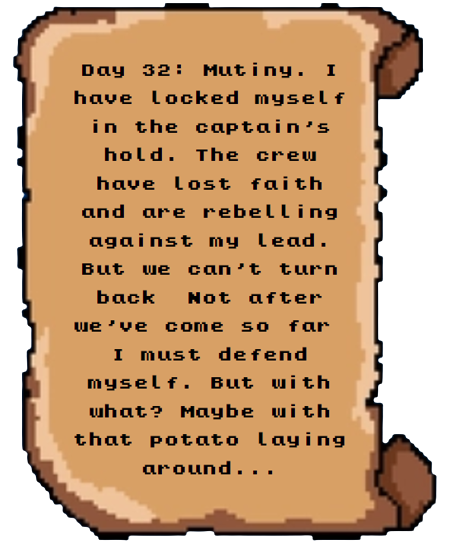 Day 32: Mutiny. I
have locked myself
in the captain's
hold. The crew
have lost faith
and are rebelling
against my lead.
But we can't turn
back  Not after
we've come so far
I must defend
myself. But with
what? Maybe with
that potato laying
around...